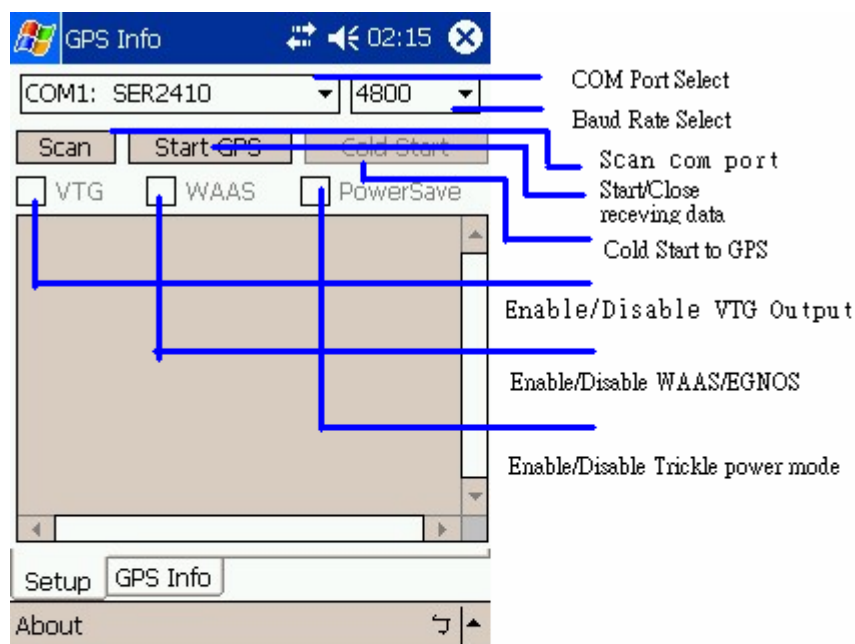 GPS Info 02:15
COM1: SER2410 4800
COM Port Select
Baud Rate Select
Scan Start GPS Cold Start
Scan com port
VTG WAAS PowerSave
Start/Close
receving data
Cold Start to GPS
Enable/Disable VTG Output
Enable/Disable WAAS/EGNOS
Enable/Disable Trickle power mode
Setup GPS Info
About